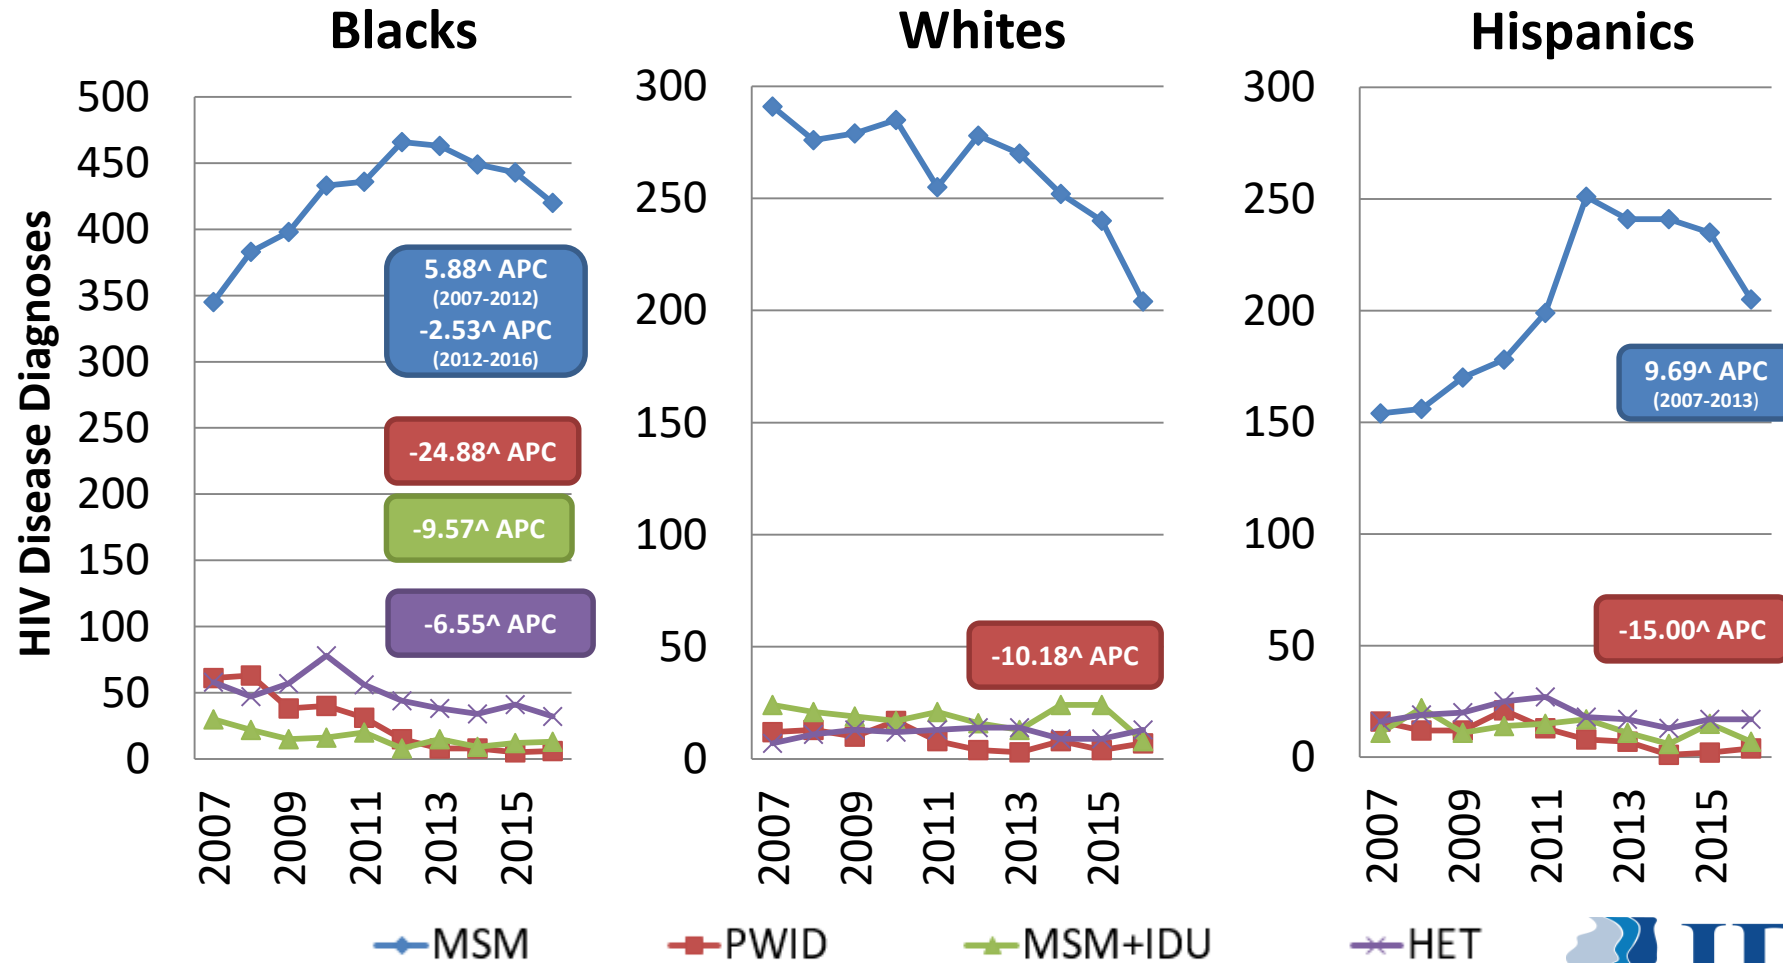 Blacks
Whites
Hispanics
HIV Disease Diagnoses
500
450
400
350
300
250
200
150
100
50
0
5.88^ APC
(2007-2012)
-2.53^ APC
(2012-2016)
-24.88^ APC
-9.57^ APC
-6.55^ APC
2007
2009
2011
2013
2015
300
250
200
150
100
50
0
-10.18^ APC
2007
2009
2011
2013
2015
300
250
200
150
100
50
0
9.69^ APC
(2007-2013)
-15.00^ APC
2007
2009
2011
2013
2015
MSM
PWID
MSM+IDU
HET